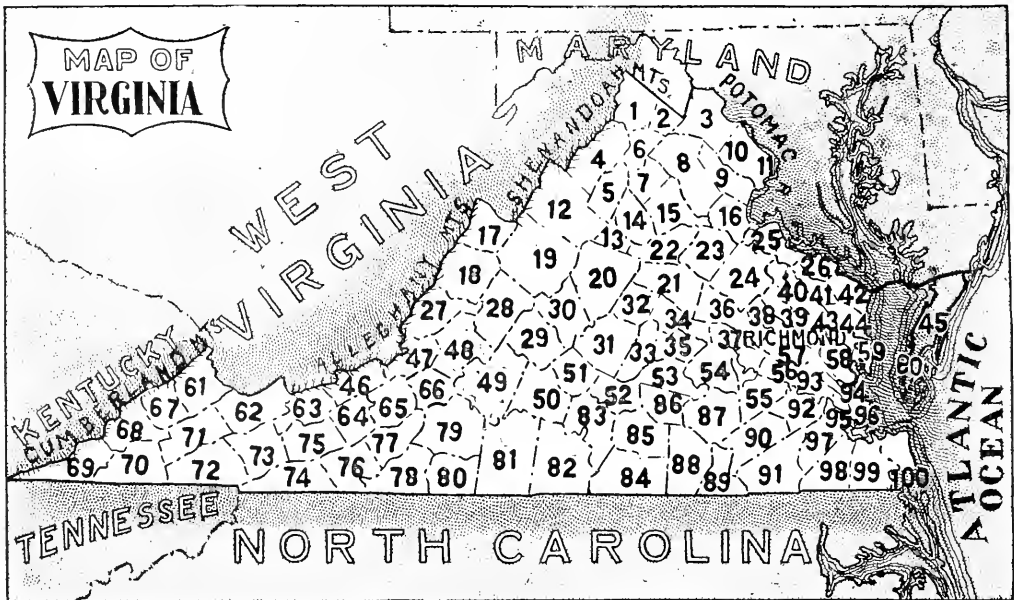 MAP OF
VIRGINIA
MARYLAND
SHENANDOAH MTS.
POTOMAC R
WEST
VIRGINIA
ALLEGHANY MTS.
KENTUCKY
CUMBERLAND MTS.
TENNESSEE
NORTH CAROLINA
ATLANTIC
OCEAN
RICHMOND
1 2 3
4 6 8 10 11
5 7 9
12 14 15 16
17 13 22 23 25
18 19 20 21 24 26
27 28 30 32 36 40 41 42
29 34 38 39 43 44 45
47 48 31 33 35 37 57 58 59
61 46 66 49 51 53 54 56 93 60
67 62 63 64 65 50 52 86 55 92 94
68 71 75 77 79 83 85 87 90 97 95 96
69 70 72 73 74 76 78 80 81 82 84 88 89 91 98 99 100